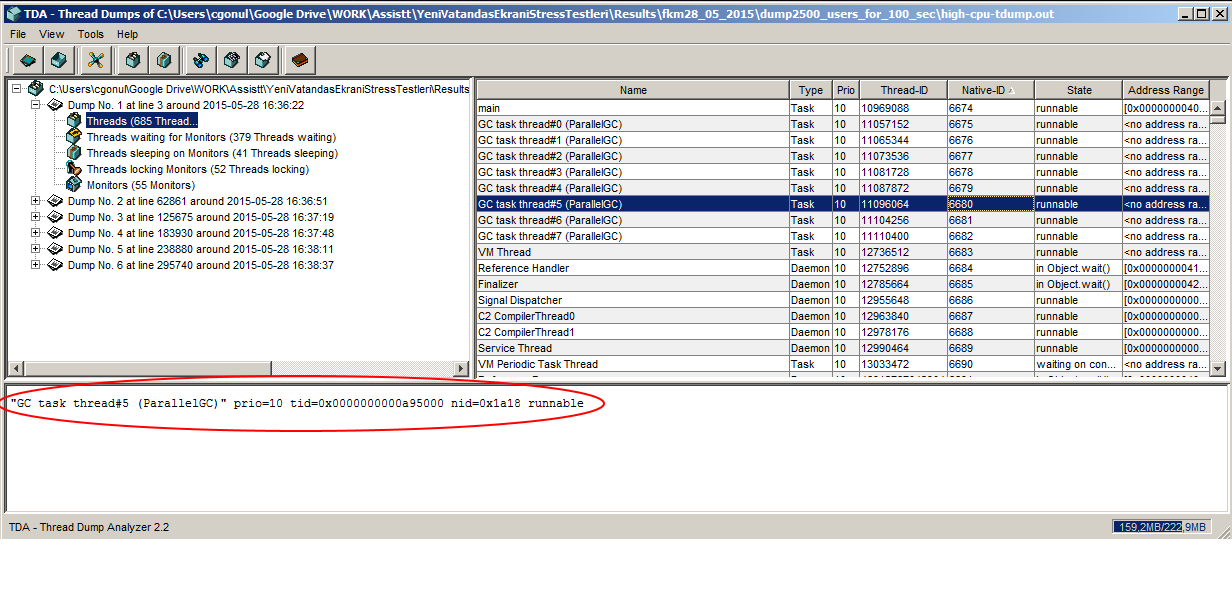 TDA - Thread Dumps of C:\Users\cgonul\Google Drive\WORK\Assistt\YeniVatandasEkraniStressTestleri\Results\fkm28_05_2015\dump2500_users_for_100_sec\high-cpu-tdump.out
File View Tools Help
C:\Users\cgonul\Google Drive\WORK\Assistt\YeniVatandasEkraniStressTestleri\Results
Dump No. 1 at line 3 around 2015-05-28 16:36:22
Threads (685 Thread...
Threads waiting for Monitors (379 Threads waiting)
Threads sleeping on Monitors (41 Threads sleeping)
Threads locking Monitors (52 Threads locking)
Monitors (55 Monitors)
Dump No. 2 at line 62861 around 2015-05-28 16:36:51
Dump No. 3 at line 125675 around 2015-05-28 16:37:19
Dump No. 4 at line 183930 around 2015-05-28 16:37:48
Dump No. 5 at line 238880 around 2015-05-28 16:38:11
Dump No. 6 at line 295740 around 2015-05-28 16:38:37
Name Type Prio Thread-ID Native-ID State Address Range
main Task 10 10969088 6674 runnable [0x0000000040...
GC task thread#0 (ParallelGC) Task 10 11057152 6675 runnable <no address ra...
GC task thread#1 (ParallelGC) Task 10 11065344 6676 runnable <no address ra...
GC task thread#2 (ParallelGC) Task 10 11073536 6677 runnable <no address ra...
GC task thread#3 (ParallelGC) Task 10 11081728 6678 runnable <no address ra...
GC task thread#4 (ParallelGC) Task 10 11087872 6679 runnable <no address ra...
GC task thread#5 (ParallelGC) Task 10 11096064 6680 runnable <no address ra...
GC task thread#6 (ParallelGC) Task 10 11104256 6681 runnable <no address ra...
GC task thread#7 (ParallelGC) Task 10 11110400 6682 runnable <no address ra...
VM Thread Task 10 12736512 6683 runnable <no address ra...
Reference Handler Daemon 10 12752896 6684 in Object.wait() [0x0000000041...
Finalizer Daemon 10 12785664 6685 in Object.wait() [0x0000000042...
Signal Dispatcher Daemon 10 12955648 6686 runnable [0x0000000000...
C2 CompilerThread0 Daemon 10 12963840 6687 runnable [0x0000000000...
C2 CompilerThread1 Daemon 10 12978176 6688 runnable [0x0000000000...
Service Thread Daemon 10 12990464 6689 runnable [0x0000000000...
VM Periodic Task Thread Task 10 13033472 6690 waiting on con... <no address ra...
"GC task thread#5 (ParallelGC)" prio=10 tid=0x0000000000a95000 nid=0x1a18 runnable
TDA - Thread Dump Analyzer 2.2
159,2MB/222,9MB